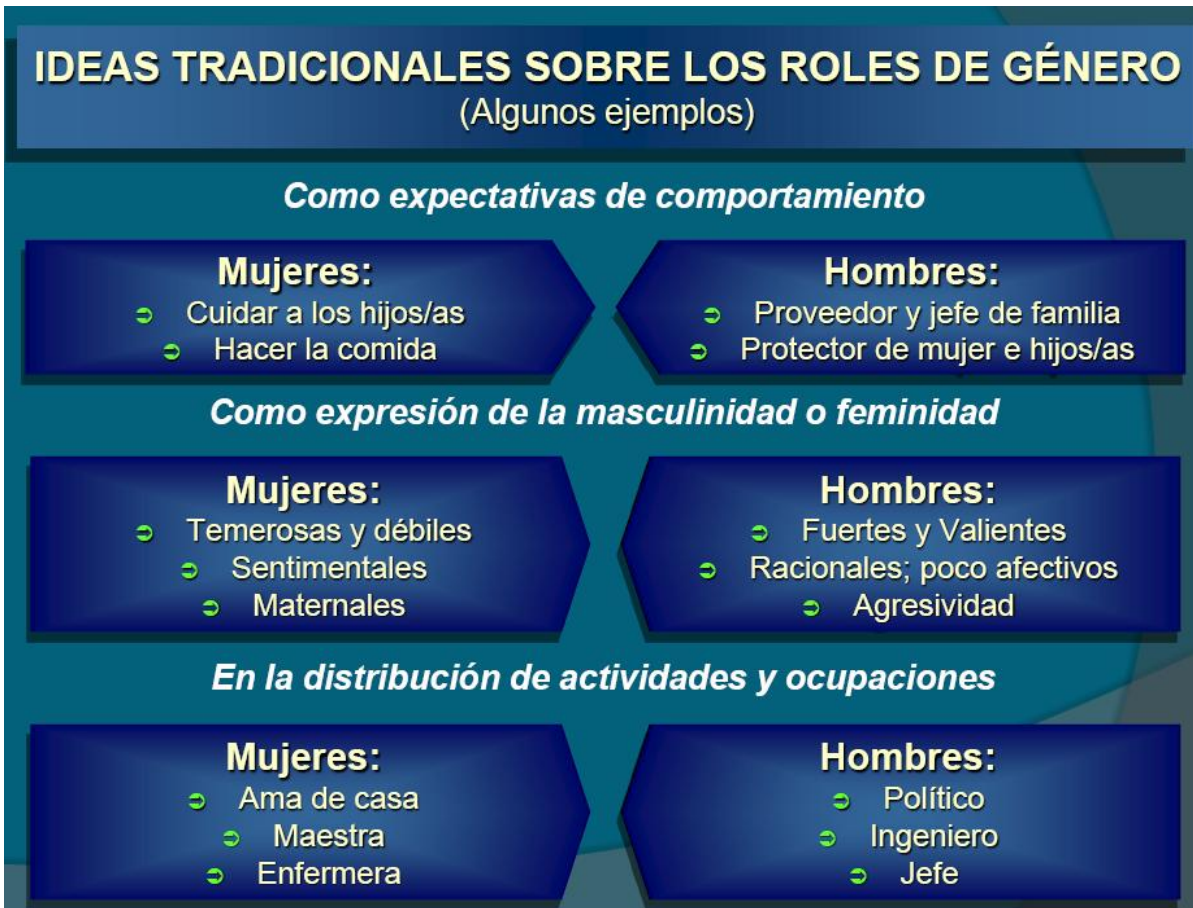 IDEAS TRADICIONALES SOBRE LOS ROLES DE GÉNERO
(Algunos ejemplos)
Como expectativas de comportamiento
Mujeres:
Cuidar a los hijos/as
Hacer la comida
Hombres:
Proveedor y jefe de familia
Protector de mujer e hijos/as
Como expresión de la masculinidad o feminidad
Mujeres:
Temerosas y débiles
Sentimentales
Maternales
Hombres:
Fuertes y Valientes
Racionales; poco afectivos
Agresividad
En la distribución de actividades y ocupaciones
Mujeres:
Ama de casa
Maestra
Enfermera
Hombres:
Político
Ingeniero
Jefe